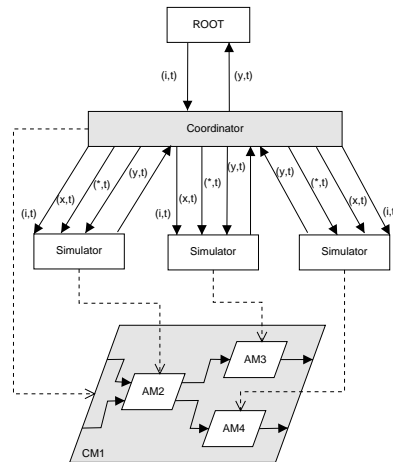 ROOT
(i,t)
(y,t)
Coordinator
(i,t)
(x,t)
(*,t)
(y,t)
(i,t)
(x,t)
(*,t)
(y,t)
(y,t)
(*,t)
(x,t)
(i,t)
Simulator
Simulator
Simulator
AM3
AM2
AM4
CM1